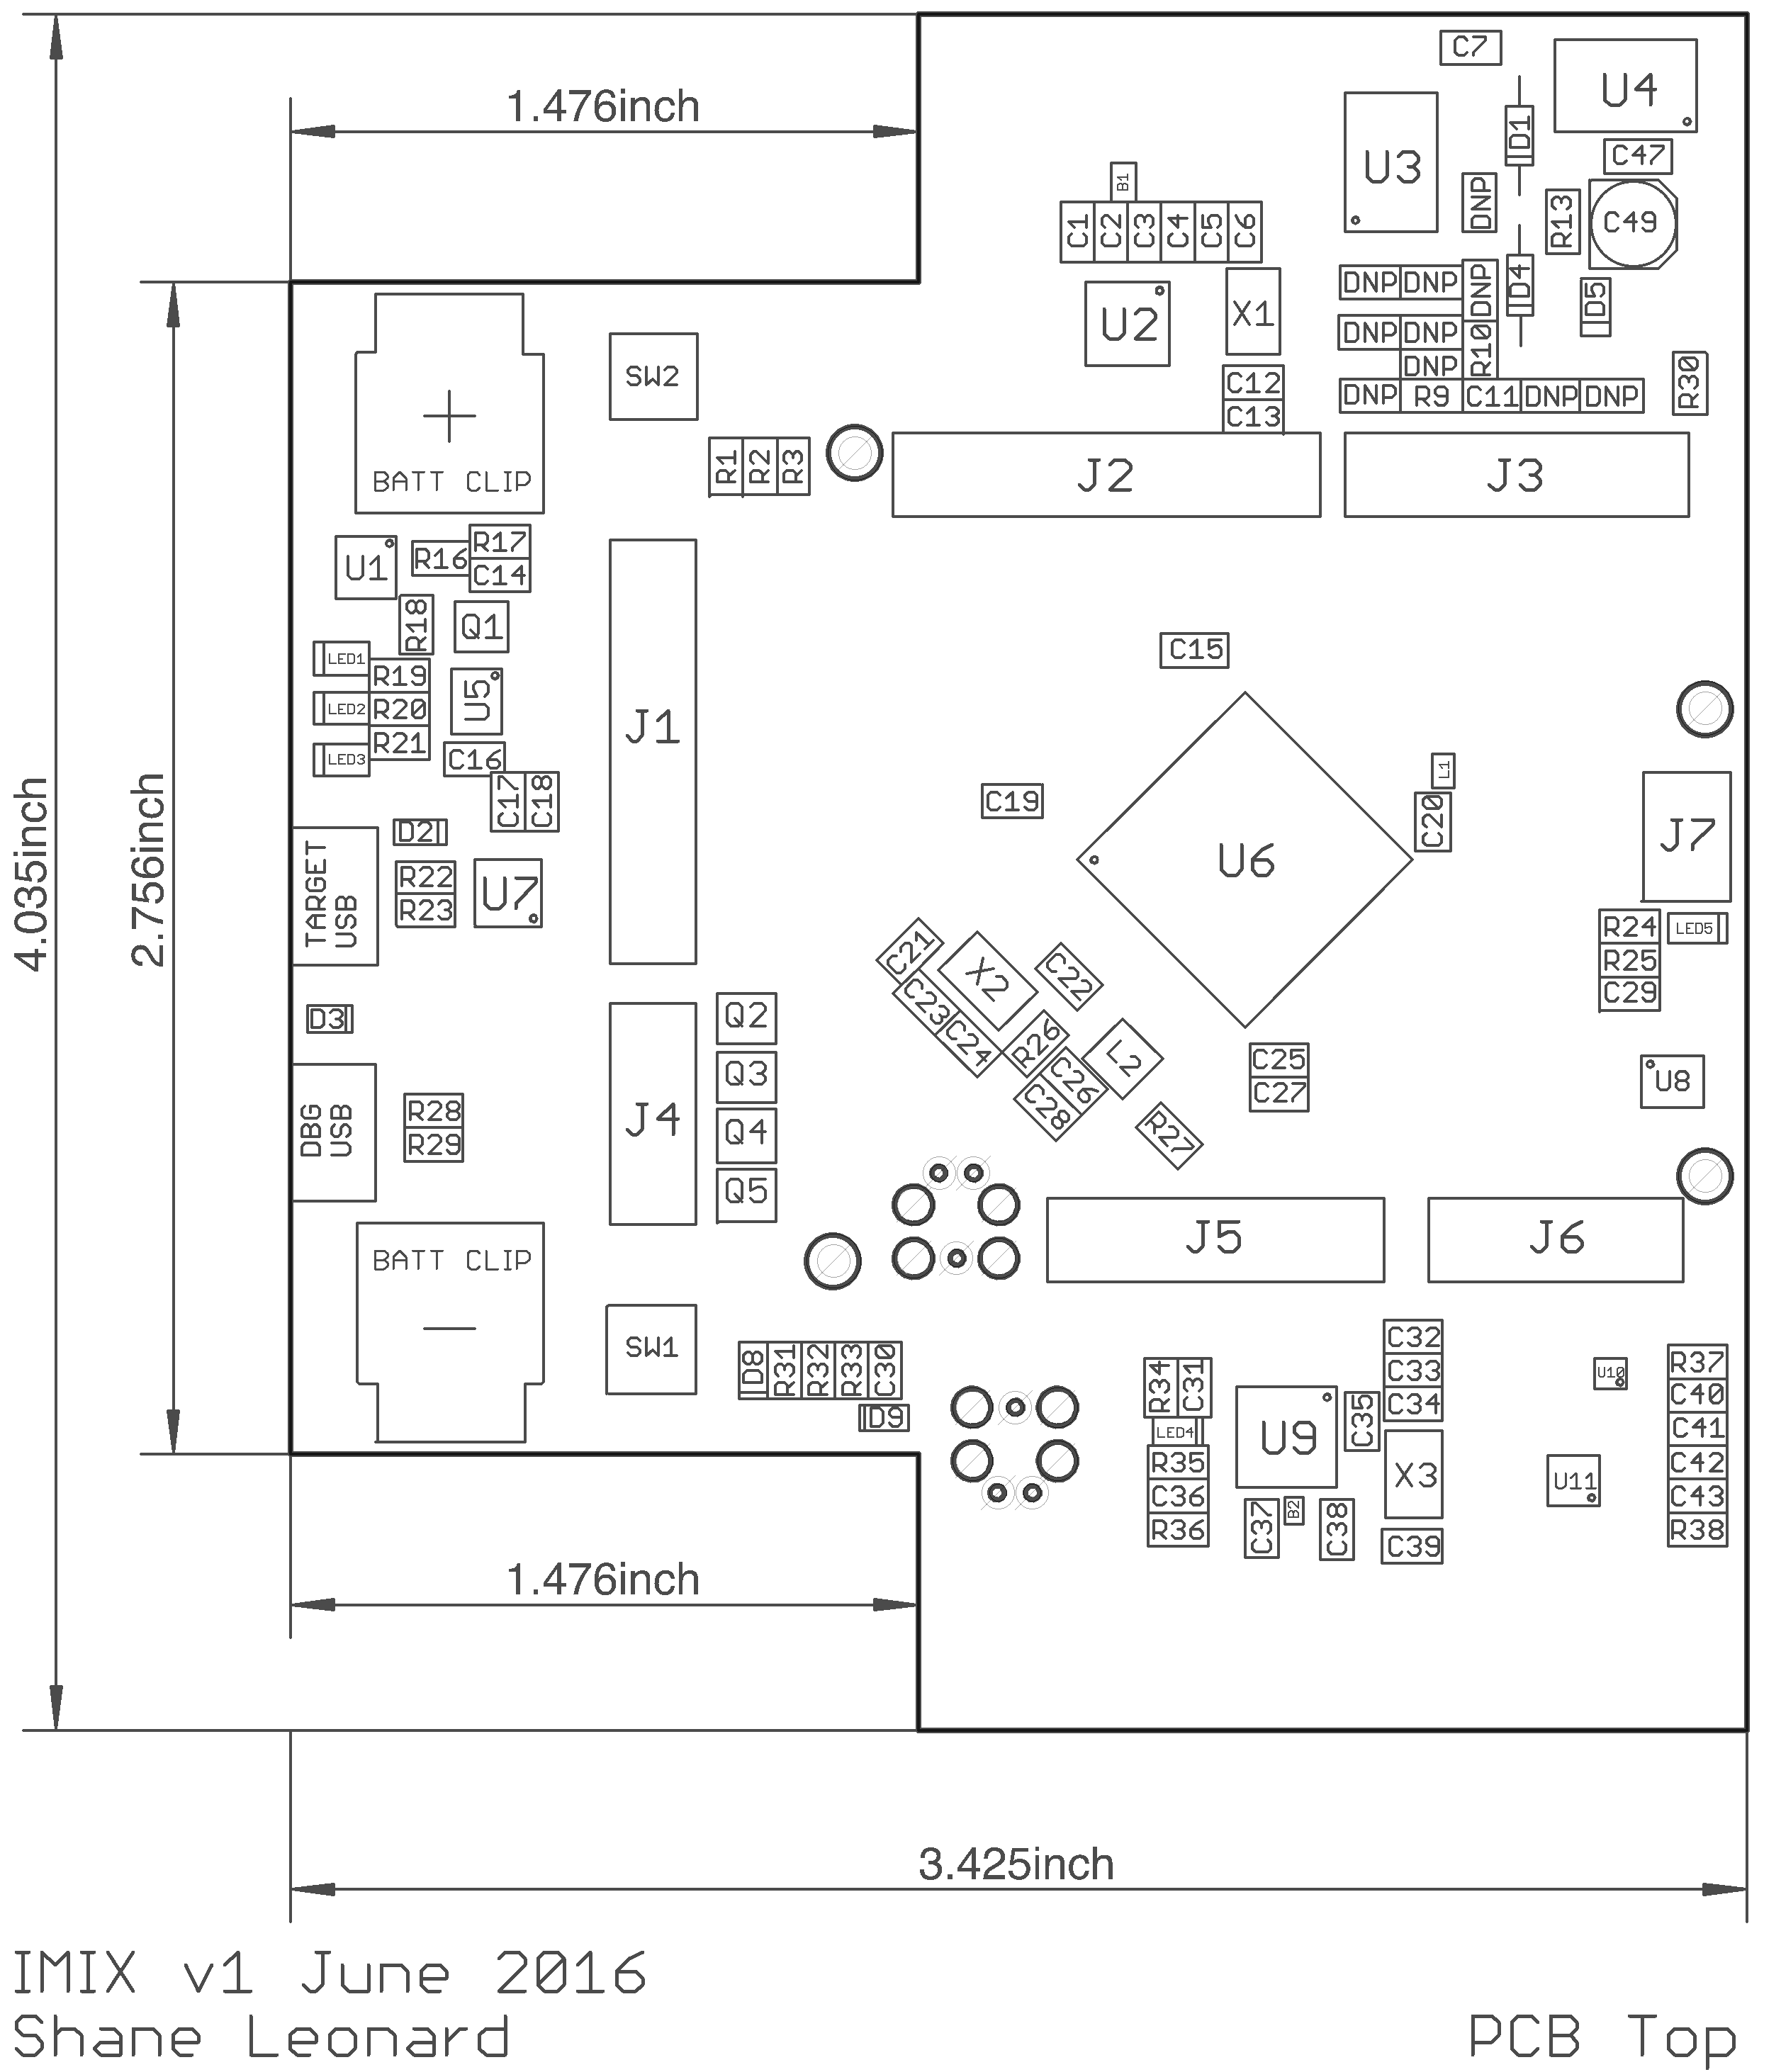 C7
U4
1.476inch
D1
U3
C47
B1
DNP
R13
C49
C1 C2 C3 C4 C5 C6
DNP DNP DNP D4 D5
U2 X1
DNP DNP R10
DNP
SW2
C12
DNP R9 C11 DNP DNP R30
C13
+
BATT CLIP
R1 R2 R3
J2
J3
R17
U1 R16
C14
R18 Q1
LED1
R19
C15
LED2 R20 U5
J1
R21
LED3 C16
L1
C17 C18
C19
C20
D2
J7
4.035inch
2.756inch
TARGET
USB
R22
R23
U7
U6
R24 LED5
R25
C29
C21
X2
C22
C23
C24
D3
Q2
R26
L2
C25
C27
Q3
C26
C28
U8
DBG
USB
R28
R29
J4
Q4
R27
Q5
J5
J6
BATT CLIP
—
SW1
D8 R31 R32 R33 C30
D9
C32
C33
C34
R34 C31
LED4
U9
C35
U10
R37
C40
C41
R35
C36
R36
X3
U11
C42
C43
R38
C37 B2 C38
C39
1.476inch
3.425inch
IMIX v1 June 2016
Shane Leonard
PCB Top